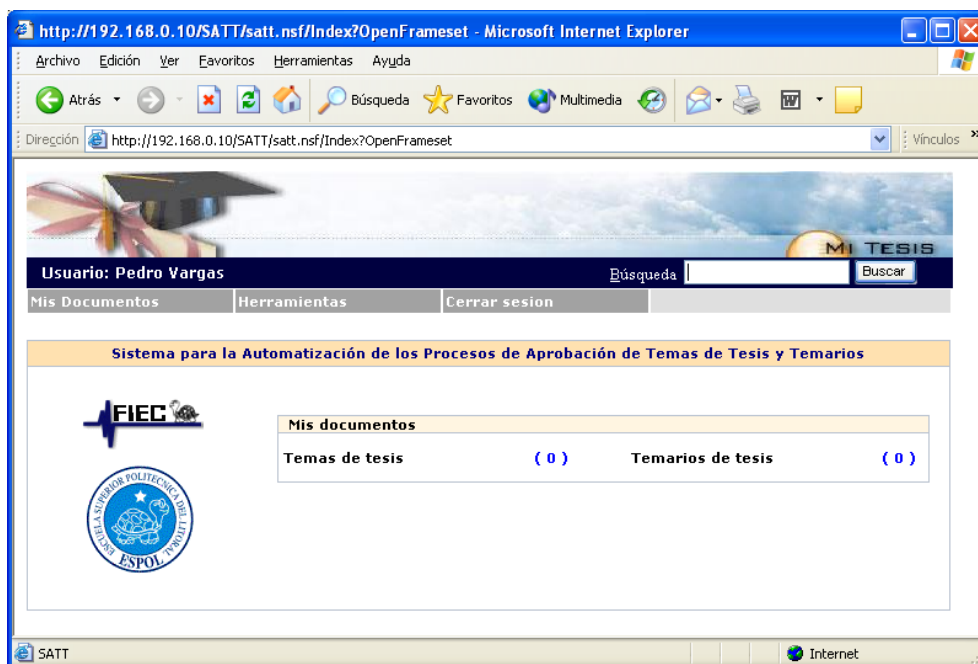 http://192.168.0.10/SATT/satt.nsf/Index?OpenFrameset - Microsoft Internet Explorer
Archivo Edición Ver Favoritos Herramientas Ayuda
Atrás Búsqueda Favoritos Multimedia
Dirección http://192.168.0.10/SATT/satt.nsf/Index?OpenFrameset Vínculos »
MI TESIS
Usuario: Pedro Vargas Búsqueda Buscar
Mis Documentos Herramientas Cerrar sesion
Sistema para la Automatización de los Procesos de Aprobación de Temas de Tesis y Temarios
FIEC
Mis documentos
Temas de tesis ( 0 ) Temarios de tesis ( 0 )
ESCUELA SUPERIOR POLITECNICA DEL LITORAL
ESPOL
SATT Internet